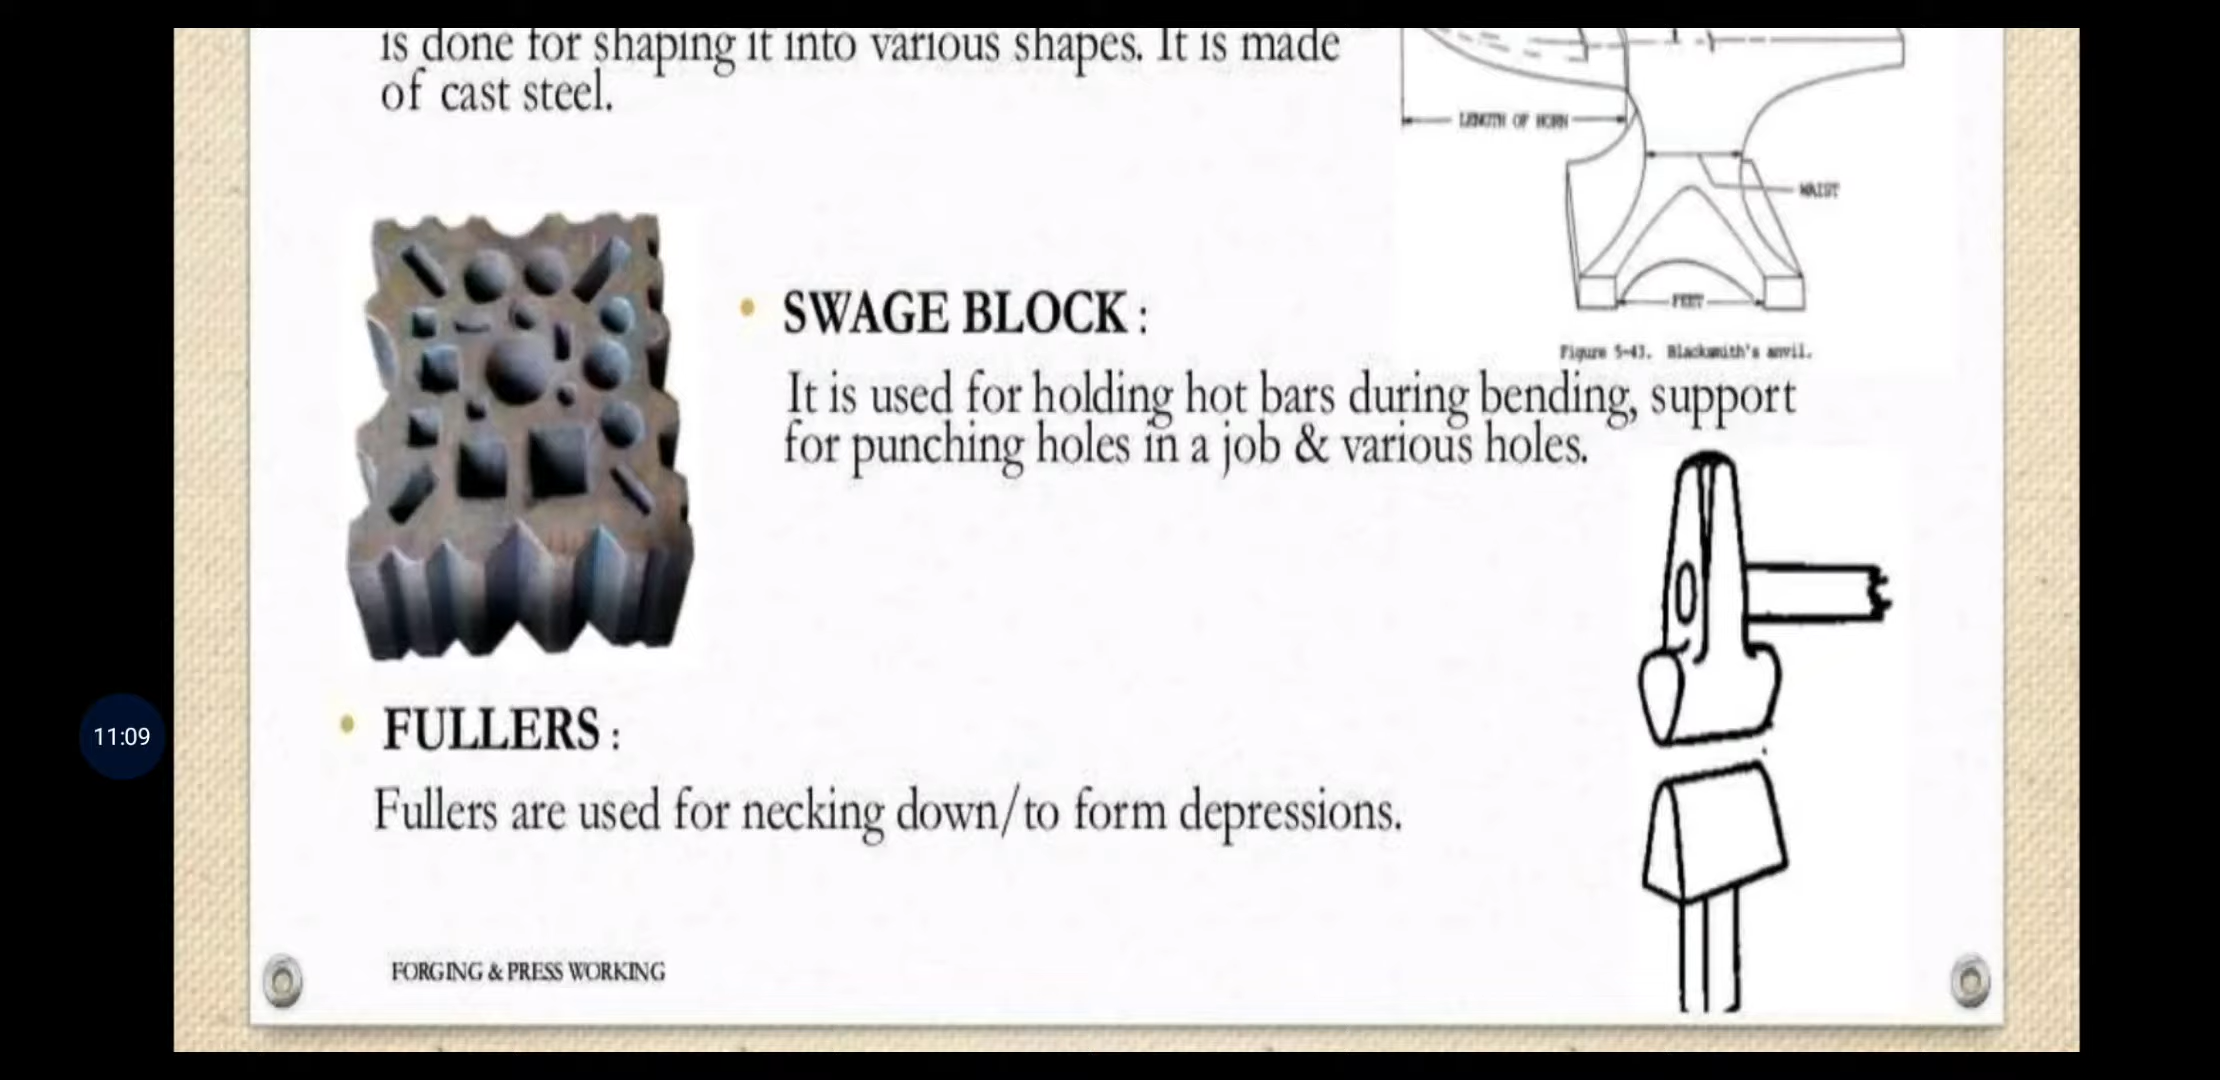 is done for shaping it into various shapes. It is made
of cast steel.
LENGTH OF HORN
WAIST
FEET
Figure 5-43. Blacksmith's anvil.
• SWAGE BLOCK :
It is used for holding hot bars during bending, support
for punching holes in a job & various holes.
11:09
• FULLERS :
Fullers are used for necking down/to form depressions.
FORGING & PRESS WORKING